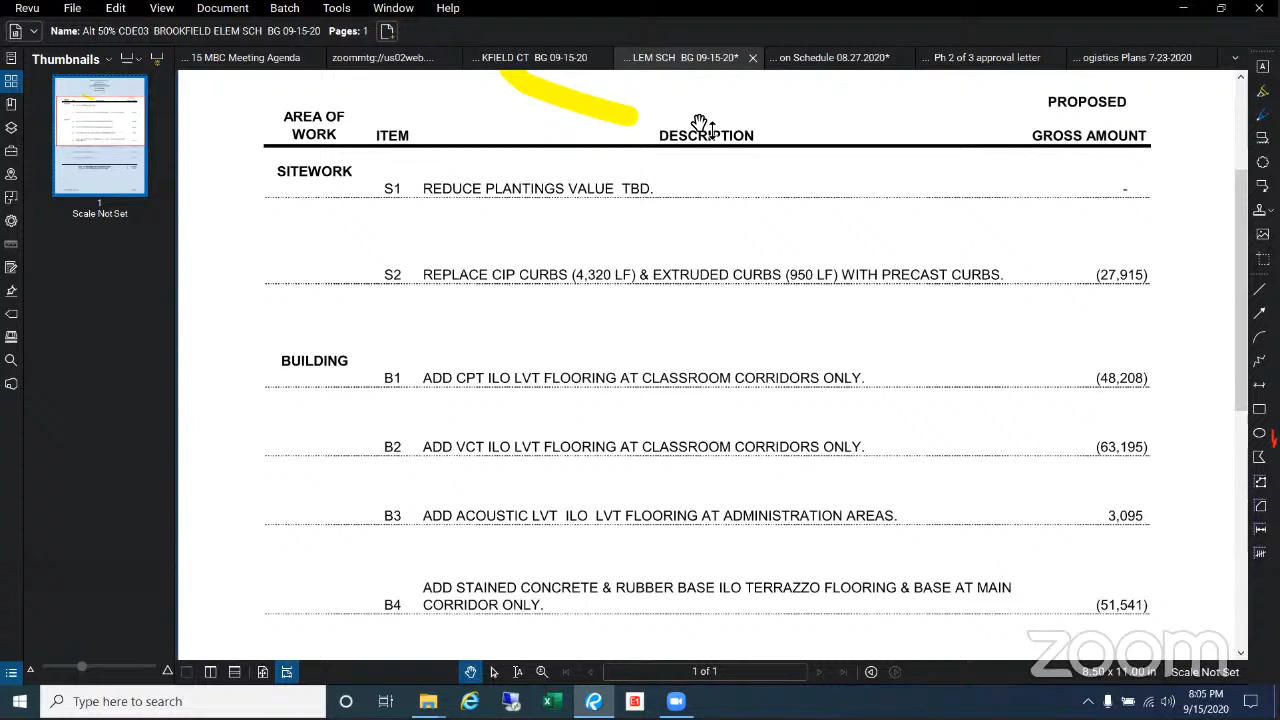 Revu File Edit View Document Batch Tools Window Help
Name: Alt 50% CDE03 BROOKFIELD ELEM SCH BG 09-15-20 Pages: 1
Thumbnails
... 15 MBC Meeting Agenda
zoommtg://us02web....
... KFIELD CT BG 09-15-20
...LEM SCH BG 09-15-20*
... on Schedule 08.27.2020*
... Ph 2 of 3 approval letter
...ogistics Plans 7-23-2020
1
Scale Not Set
AREA OF WORK ITEM DESCRIPTION PROPOSED GROSS AMOUNT
SITEWORK
S1 REDUCE PLANTINGS VALUE TBD. -
S2 REPLACE CIP CURBS (4,320 LF) & EXTRUDED CURBS (950 LF) WITH PRECAST CURBS. (27,915)
BUILDING
B1 ADD CPT ILO LVT FLOORING AT CLASSROOM CORRIDORS ONLY. (48,208)
B2 ADD VCT ILO LVT FLOORING AT CLASSROOM CORRIDORS ONLY. (63,195)
B3 ADD ACOUSTIC LVT ILO LVT FLOORING AT ADMINISTRATION AREAS. 3,095
ADD STAINED CONCRETE & RUBBER BASE ILO TERRAZZO FLOORING & BASE AT MAIN
B4 CORRIDOR ONLY. (51,541)
zoom
1 of 1
8.50 x 11.00 in Scale Not Set
Type here to search
8:05 PM
9/15/2020